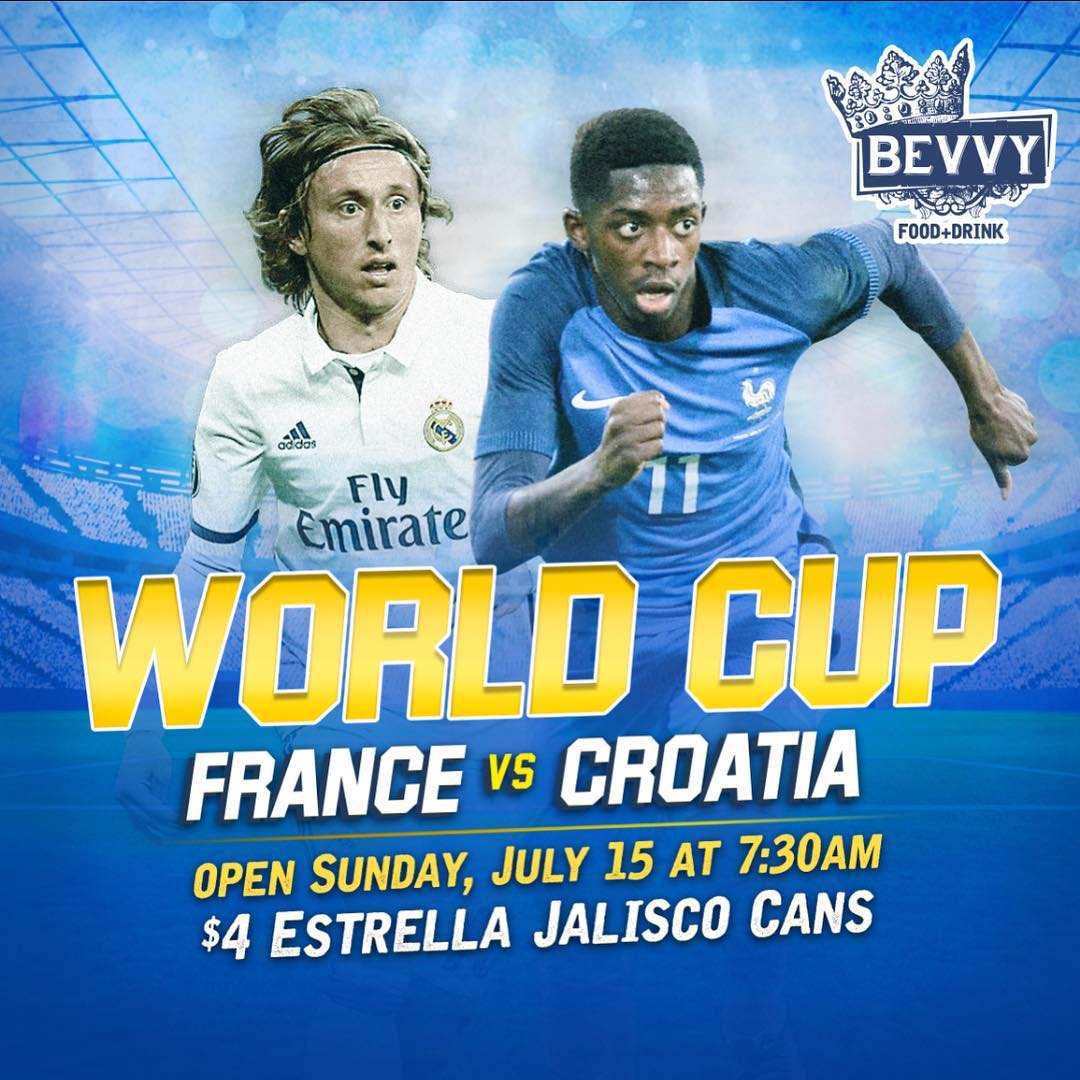 BEVVY
FOOD+DRINK
adidas
Fly
Emirate
11
WORLD CUP
FRANCE VS CROATIA
OPEN SUNDAY, JULY 15 AT 7:30AM
$4 ESTRELLA JALISCO CANS